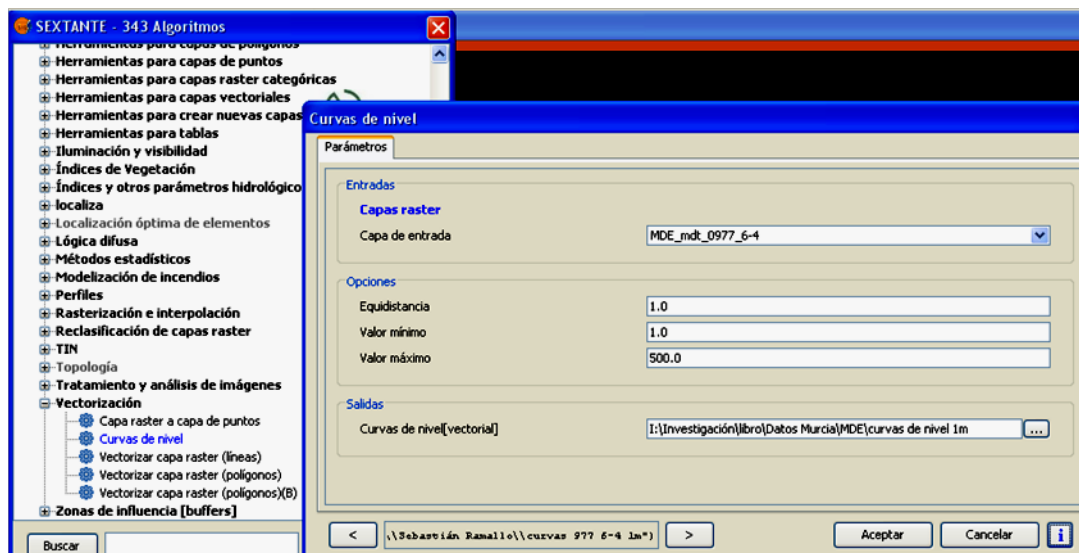 SEXTANTE - 343 Algoritmos
Herramientas para capas de polígonos
Herramientas para capas de puntos
Herramientas para capas raster categóricas
Herramientas para capas vectoriales
Herramientas para crear nuevas capas
Herramientas para tablas
Iluminación y visibilidad
Índices de Vegetación
Índices y otros parámetros hidrológico
localiza
Localización óptima de elementos
Lógica difusa
Métodos estadísticos
Modelización de incendios
Perfiles
Rasterización e interpolación
Reclasificación de capas raster
TIN
Topología
Tratamiento y análisis de imágenes
Vectorización
Capa raster a capa de puntos
Curvas de nivel
Vectorizar capa raster (líneas)
Vectorizar capa raster (polígonos)
Vectorizar capa raster (polígonos)(B)
Zonas de influencia [buffers]
Buscar
Curvas de nivel
Parámetros
Entradas
Capas raster
Capa de entrada MDE_mdt_0977_6-4
Opciones
Equidistancia 1.0
Valor mínimo 1.0
Valor máximo 500.0
Salidas
Curvas de nivel[vectorial] I:\Investigación\libro\Datos Murcia\MDE\curvas de nivel 1m ...
< .\\Sebastián Ramallo\\curvas 977 6-4 1m") > Aceptar Cancelar i